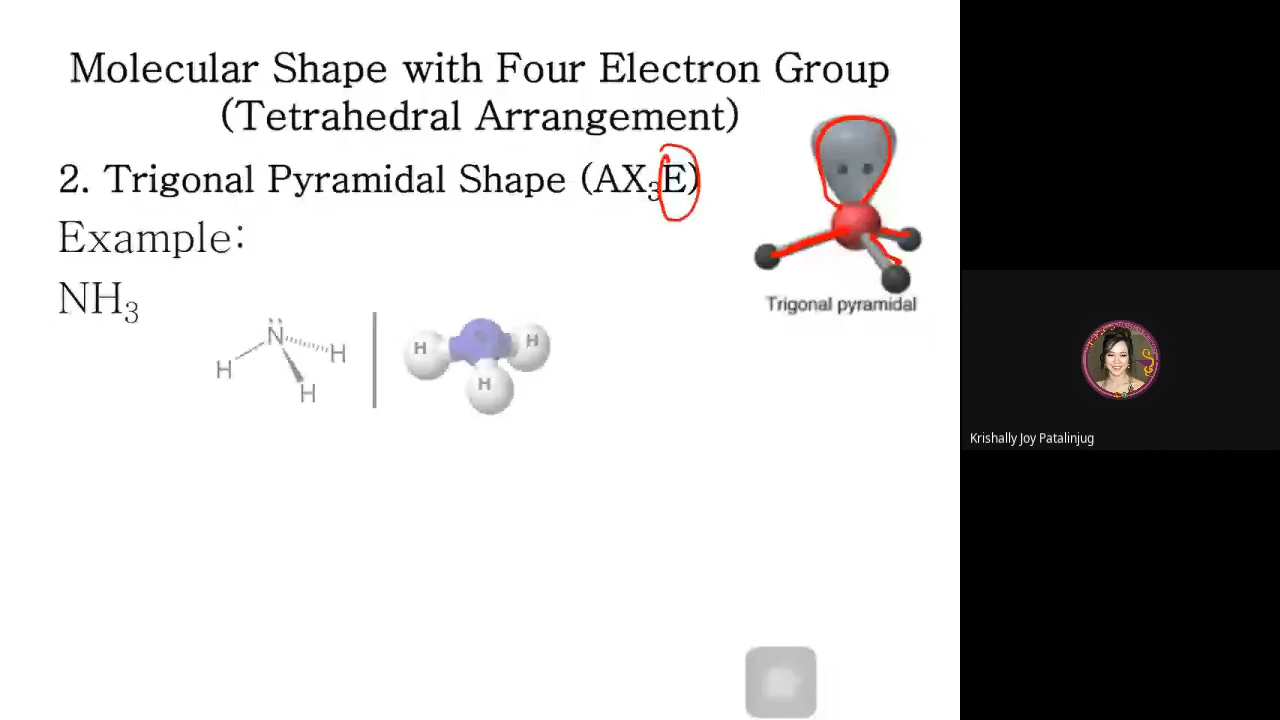 Molecular Shape with Four Electron Group
(Tetrahedral Arrangement)
2. Trigonal Pyramidal Shape (AX₃E)
Example:
NH₃
Trigonal pyramidal
N
H
H
H
H
H
H
Krishally Joy Patalinjug